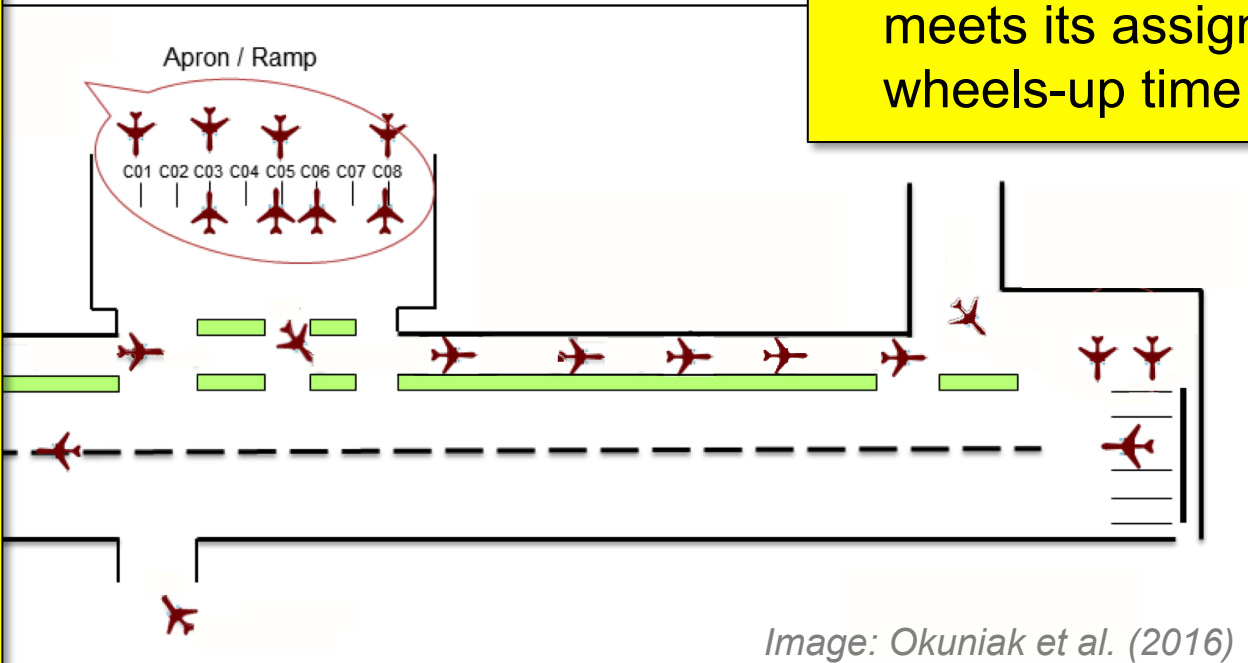 meets its assign
wheels-up time
Apron / Ramp
C01 C02 C03 C04 C05 C06 C07 C08
Image: Okuniak et al. (2016)